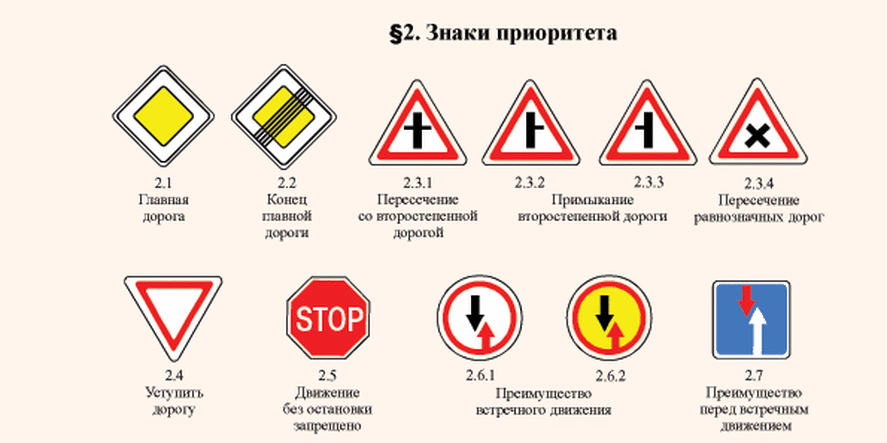 §2. Знаки приоритета
2.1
Главная
дорога
2.2
Конец
главной
дороги
2.3.1
Пересечение
со второстепенной
дорогой
2.3.2 2.3.3
Примыкание
второстепенной дороги
2.3.4
Пересечение
равнозначных дорог
2.4
Уступить
дорогу
STOP
2.5
Движение
без остановки
запрещено
2.6.1 2.6.2
Преимущество
встречного движения
2.7
Преимущество
перед встречным
движением